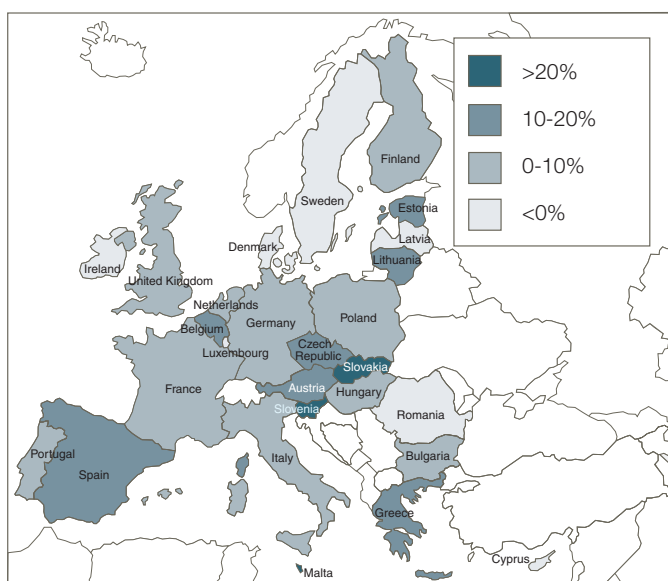 >20%
10-20%
0-10%
<0%
Finland
Sweden
Estonia
Latvia
Denmark
Lithuania
Ireland
United Kingdom
Netherlands
Belgium
Germany
Poland
Luxembourg
Czech
Republic
Slovakia
Austria
Hungary
France
Slovenia
Romania
Portugal
Spain
Italy
Bulgaria
Greece
Cyprus
Malta